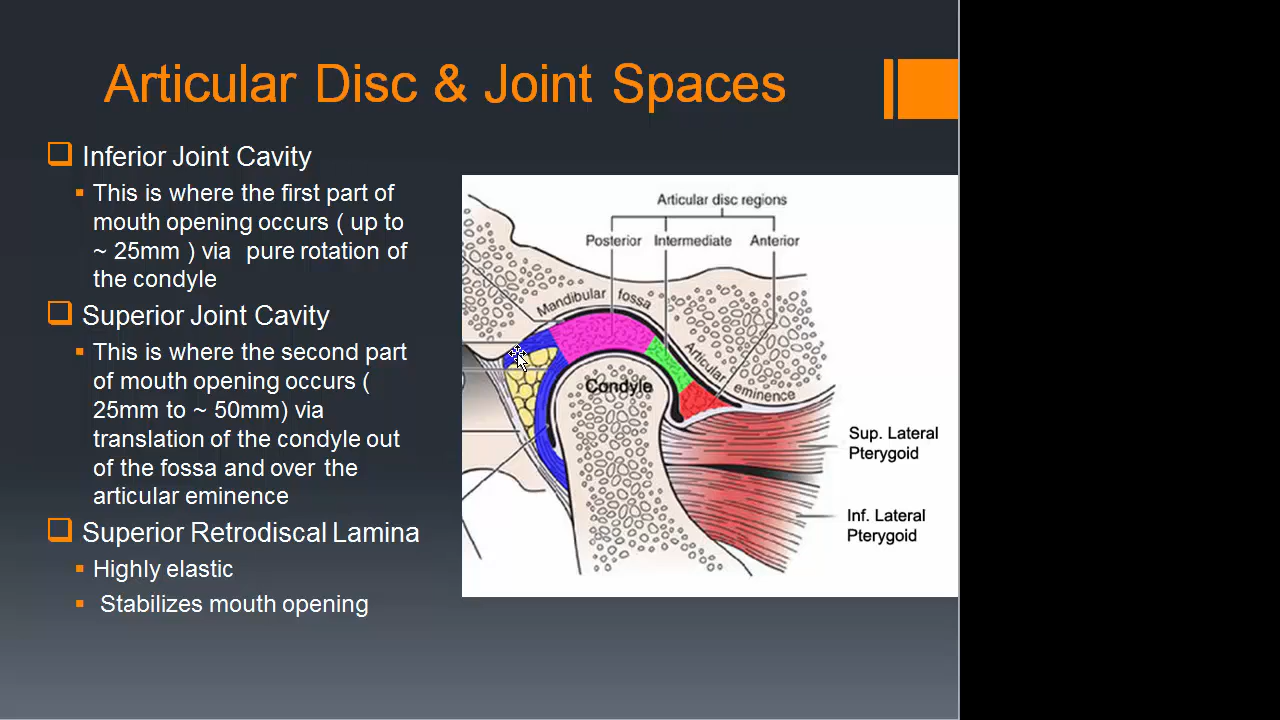 Articular Disc & Joint Spaces
Inferior Joint Cavity
This is where the first part of
mouth opening occurs ( up to
~ 25mm ) via pure rotation of
the condyle
Superior Joint Cavity
This is where the second part
of mouth opening occurs (
25mm to ~ 50mm) via
translation of the condyle out
of the fossa and over the
articular eminence
Superior Retrodiscal Lamina
Highly elastic
Stabilizes mouth opening
Articular disc regions
Posterior Intermediate Anterior
Mandibular fossa
Articular eminence
Condyle
Sup. Lateral
Pterygoid
Inf. Lateral
Pterygoid